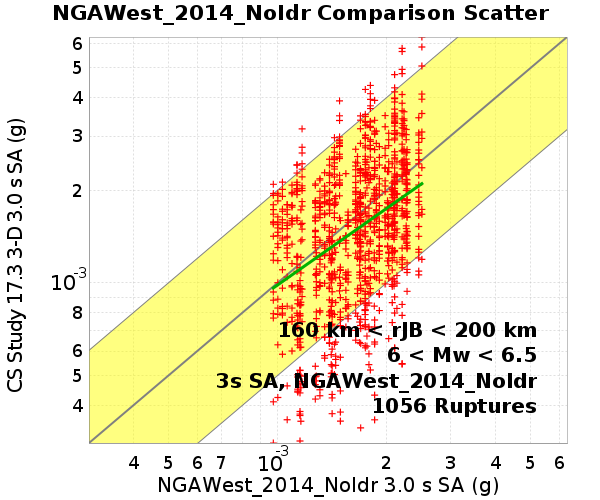 NGAWest_2014_NoIdr Comparison Scatter
CS Study 17.3 3-D 3.0 s SA (g)
6
5
4
3
2
10-3
8
6
5
4
160 km < rJB < 200 km
6 < Mw < 6.5
3s SA, NGAWest_2014_NoIdr
1056 Ruptures
4 5 6 7 10-3 2 3 4 5 6
NGAWest_2014_NoIdr 3.0 s SA (g)